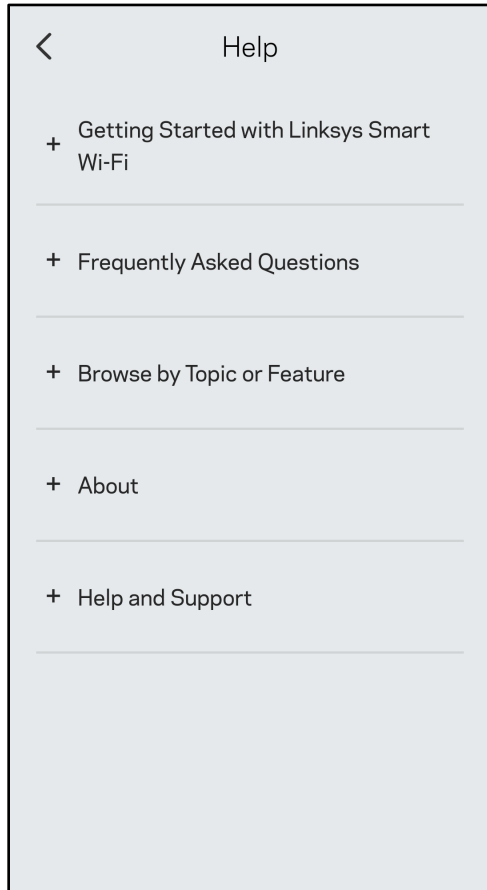 Help
+ Getting Started with Linksys Smart
Wi-Fi
+ Frequently Asked Questions
+ Browse by Topic or Feature
+ About
+ Help and Support